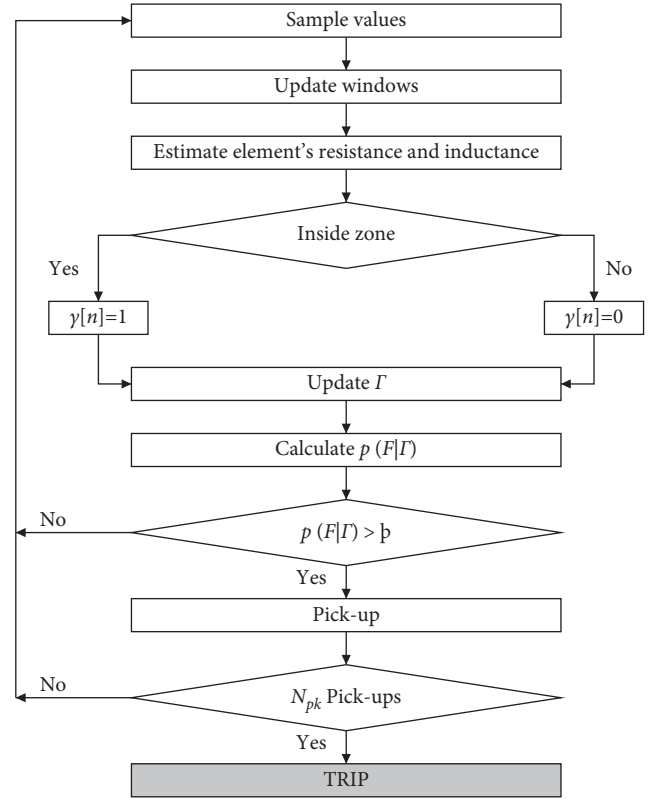 Sample values
Update windows
Estimate element's resistance and inductance
Inside zone
Yes
No
γ[n]=1
γ[n]=0
Update Γ
Calculate p (F|Γ)
No
p (F|Γ) > þ
Yes
Pick-up
No
Npk Pick-ups
Yes
TRIP